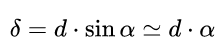 δ = d · sin α ≃ d · α